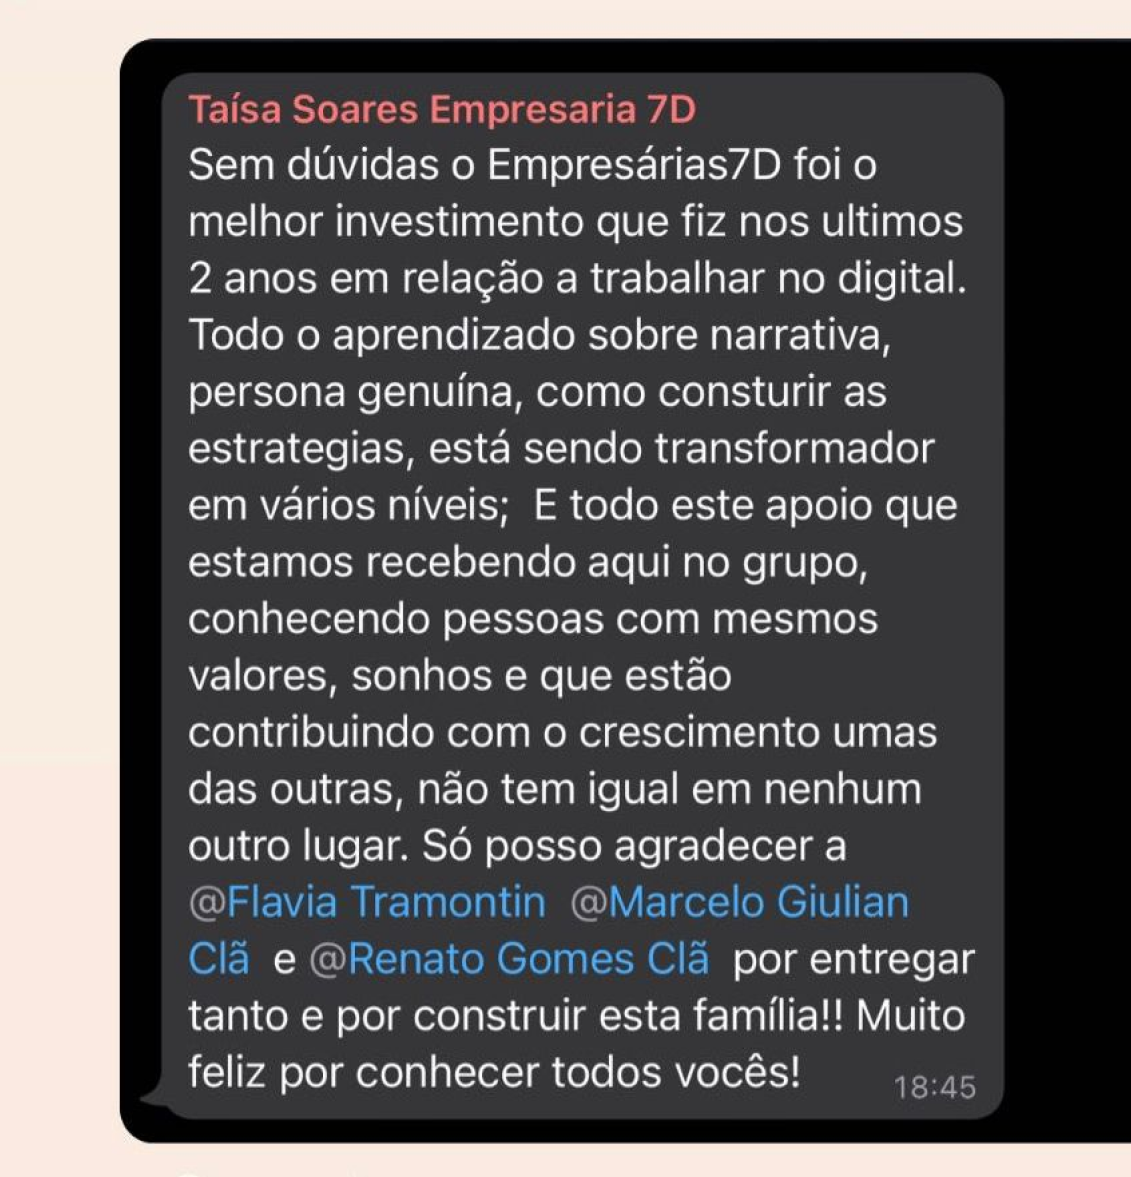 Taísa Soares Empresaria 7D
Sem dúvidas o Empresárias7D foi o
melhor investimento que fiz nos ultimos
2 anos em relação a trabalhar no digital.
Todo o aprendizado sobre narrativa,
persona genuína, como consturir as
estrategias, está sendo transformador
em vários níveis;  E todo este apoio que
estamos recebendo aqui no grupo,
conhecendo pessoas com mesmos
valores, sonhos e que estão
contribuindo com o crescimento umas
das outras, não tem igual em nenhum
outro lugar. Só posso agradecer a
@Flavia Tramontin  @Marcelo Giulian
Clã  e @Renato Gomes Clã  por entregar
tanto e por construir esta família!! Muito
feliz por conhecer todos vocês!
18:45